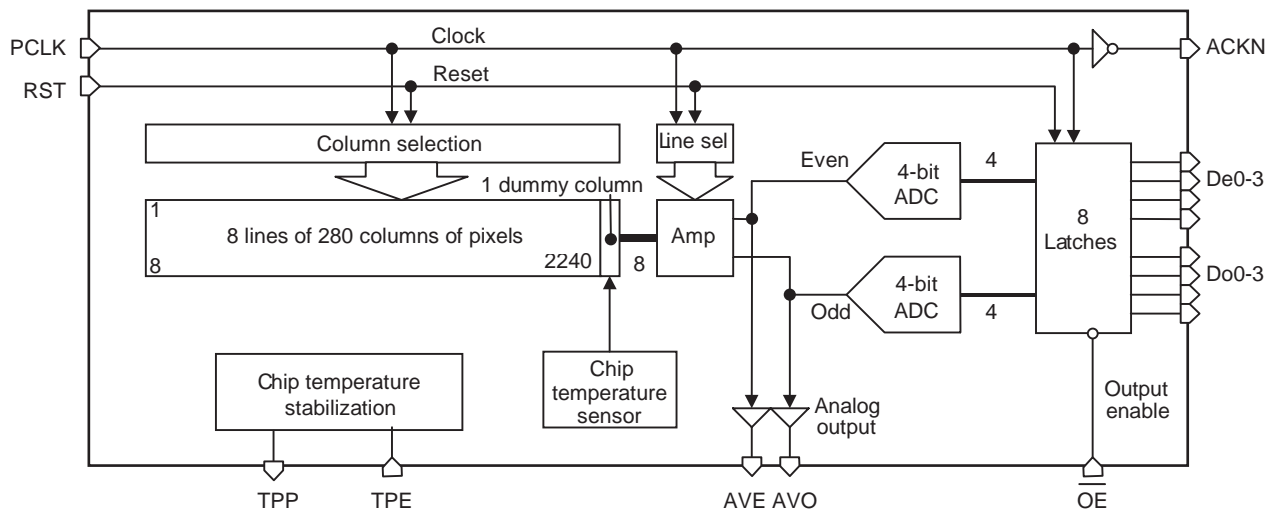 PCLK
Clock
ACKN
RST
Reset
Column selection
Line sel
1 dummy column
Even
4-bit
ADC
4
De0-3
1
8 lines of 280 columns of pixels
8
2240
8
Amp
8
Latches
4-bit
ADC
Odd
4
Do0-3
Chip temperature
stabilization
Chip
temperature
sensor
Analog
output
Output
enable
TPP
TPE
AVE
AVO
OE